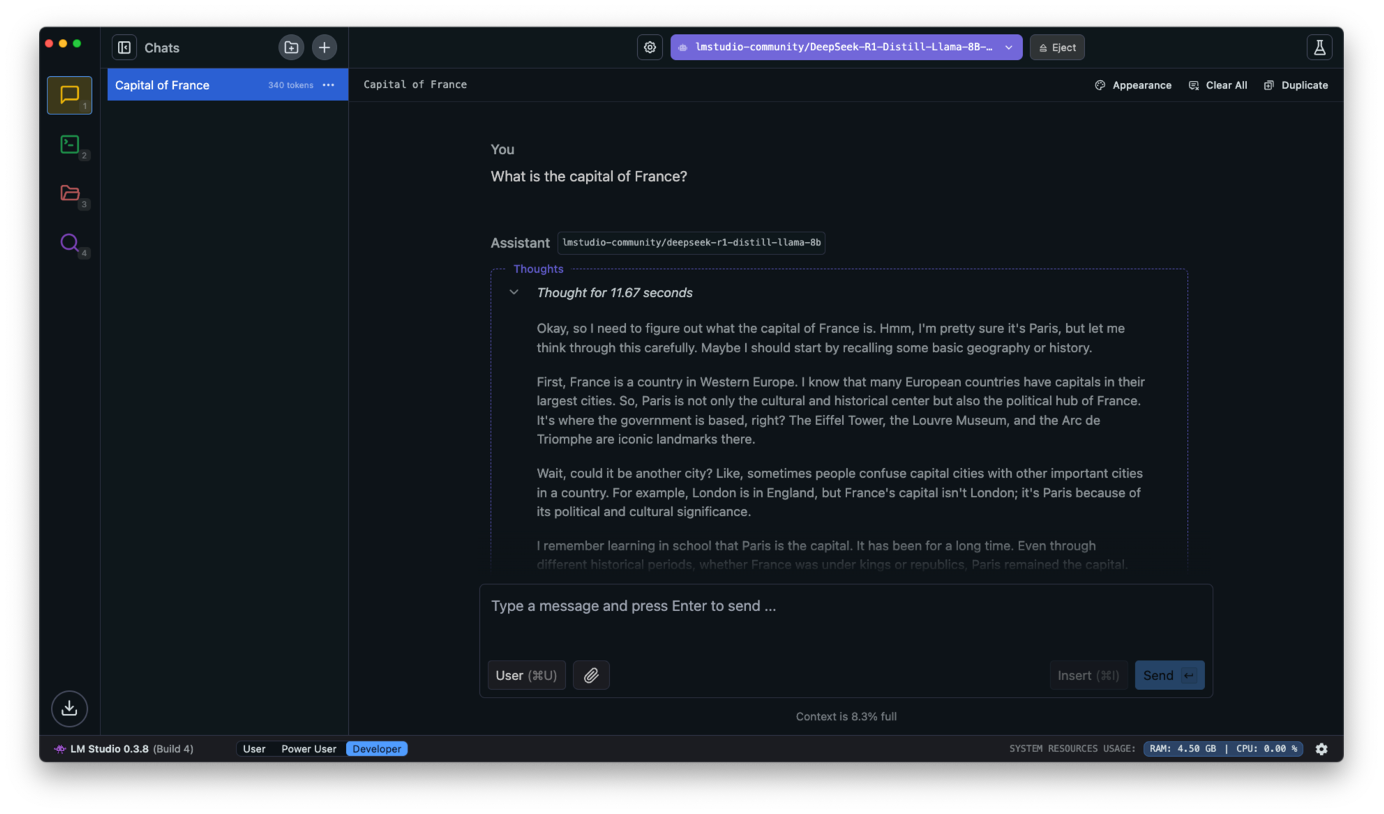 Chats
lmstudio-community/DeepSeek-R1-Distill-Llama-8B-…
Eject
1
2
3
4
Capital of France
340 tokens
Capital of France
Appearance
Clear All
Duplicate
You
What is the capital of France?
Assistant
lmstudio-community/deepseek-r1-distill-llama-8b
Thoughts
Thought for 11.67 seconds
Okay, so I need to figure out what the capital of France is. Hmm, I'm pretty sure it's Paris, but let me
think through this carefully. Maybe I should start by recalling some basic geography or history.
First, France is a country in Western Europe. I know that many European countries have capitals in their
largest cities. So, Paris is not only the cultural and historical center but also the political hub of France.
It's where the government is based, right? The Eiffel Tower, the Louvre Museum, and the Arc de
Triomphe are iconic landmarks there.
Wait, could it be another city? Like, sometimes people confuse capital cities with other important cities
in a country. For example, London is in England, but France's capital isn't London; it's Paris because of
its political and cultural significance.
I remember learning in school that Paris is the capital. It has been for a long time. Even through
different historical periods, whether France was under kings or republics, Paris remained the capital.
Type a message and press Enter to send ...
User (⌘U)
Insert (⌘I)
Send
Context is 8.3% full
LM Studio 0.3.8 (Build 4)
User
Power User
Developer
SYSTEM RESOURCES USAGE:
RAM: 4.50 GB | CPU: 0.00 %